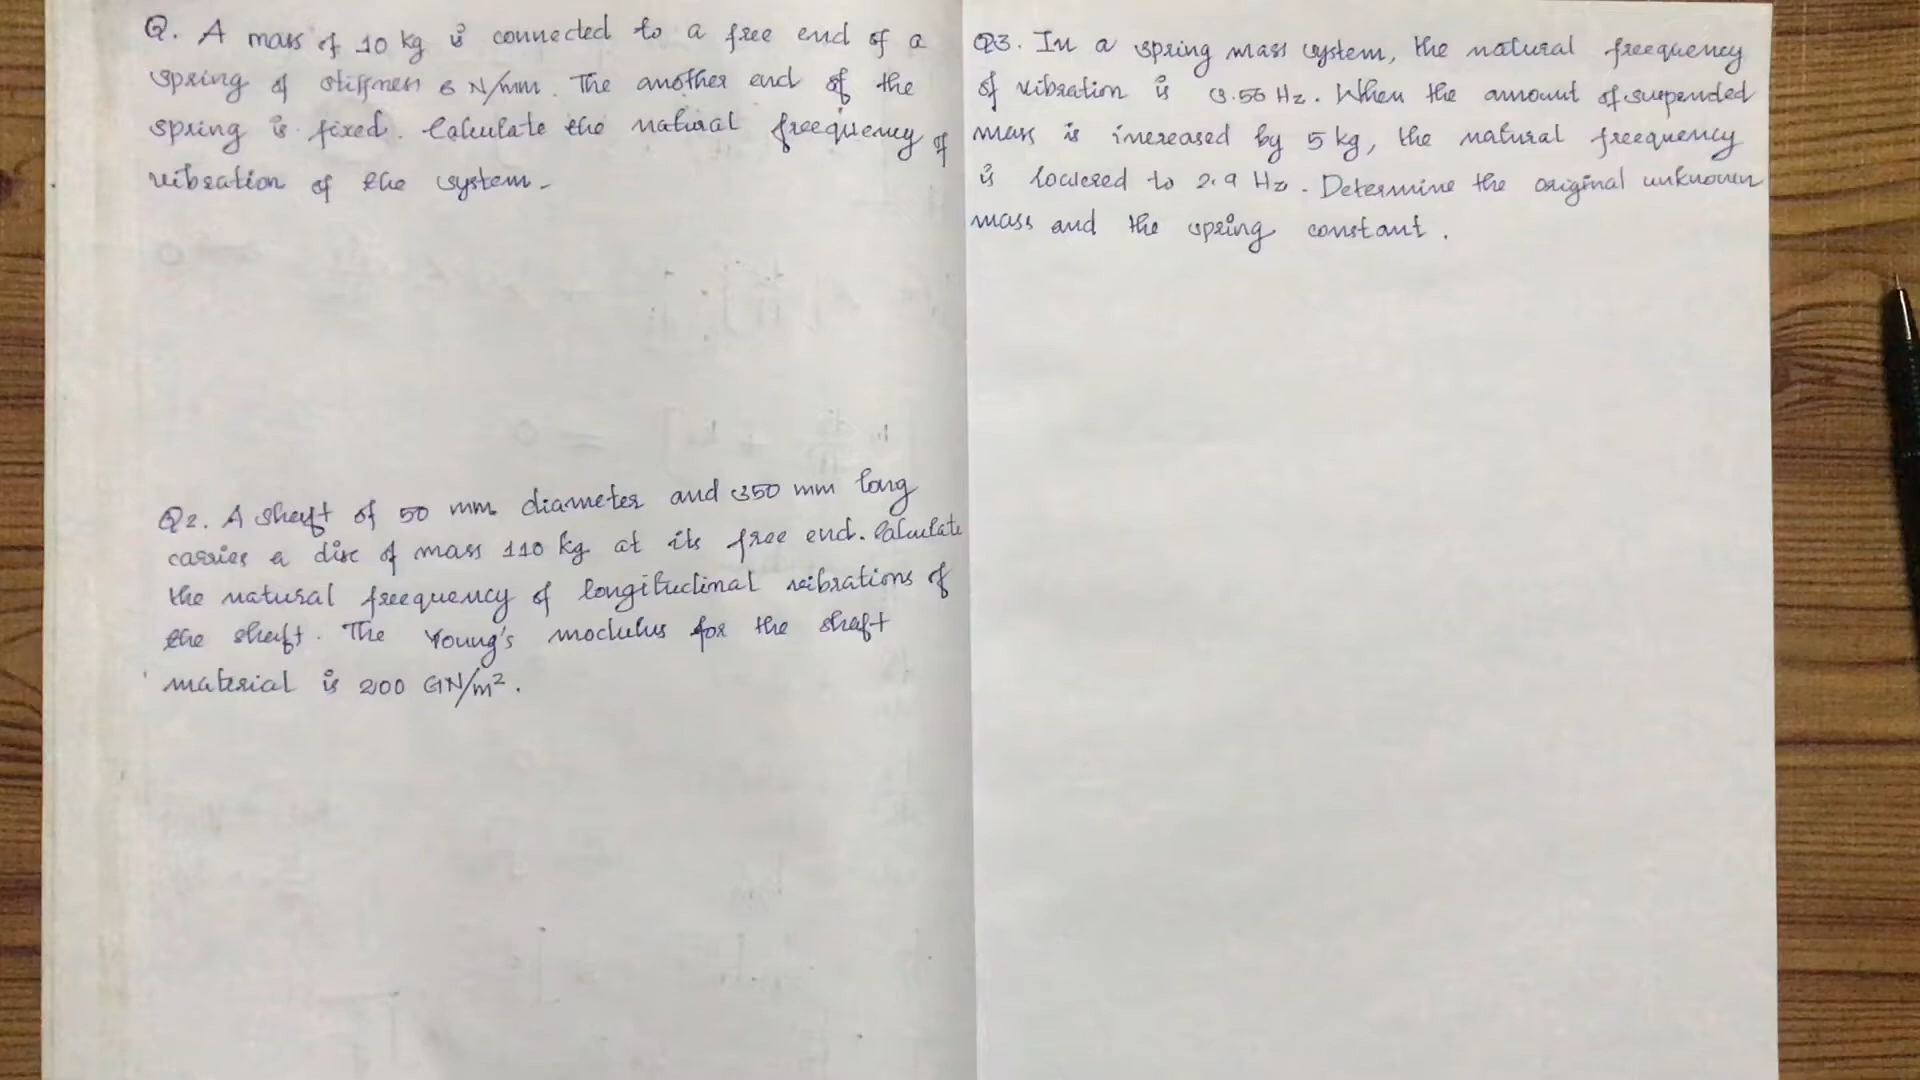 Q. A mass of 10 kg is connected to a free end of a
spring of stiffness 6 N/mm. The another end of the
spring is fixed. Calculate the natural freequency of
vibration of the system.
Q2. A shaft of 50 mm diameter and 350 mm long
carries a disc of mass 110 kg at its free end. Calculate
the natural freequency of longitudinal vibrations of
the shaft. The Young's modulus for the shaft
material is 200 GN/m².
Q3. In a spring mass system, the natural freequency
of vibration is 3.56 Hz. When the amount of suspended
mass is increased by 5 kg, the natural freequency
is lowered to 2.9 Hz. Determine the original unknown
mass and the spring constant.